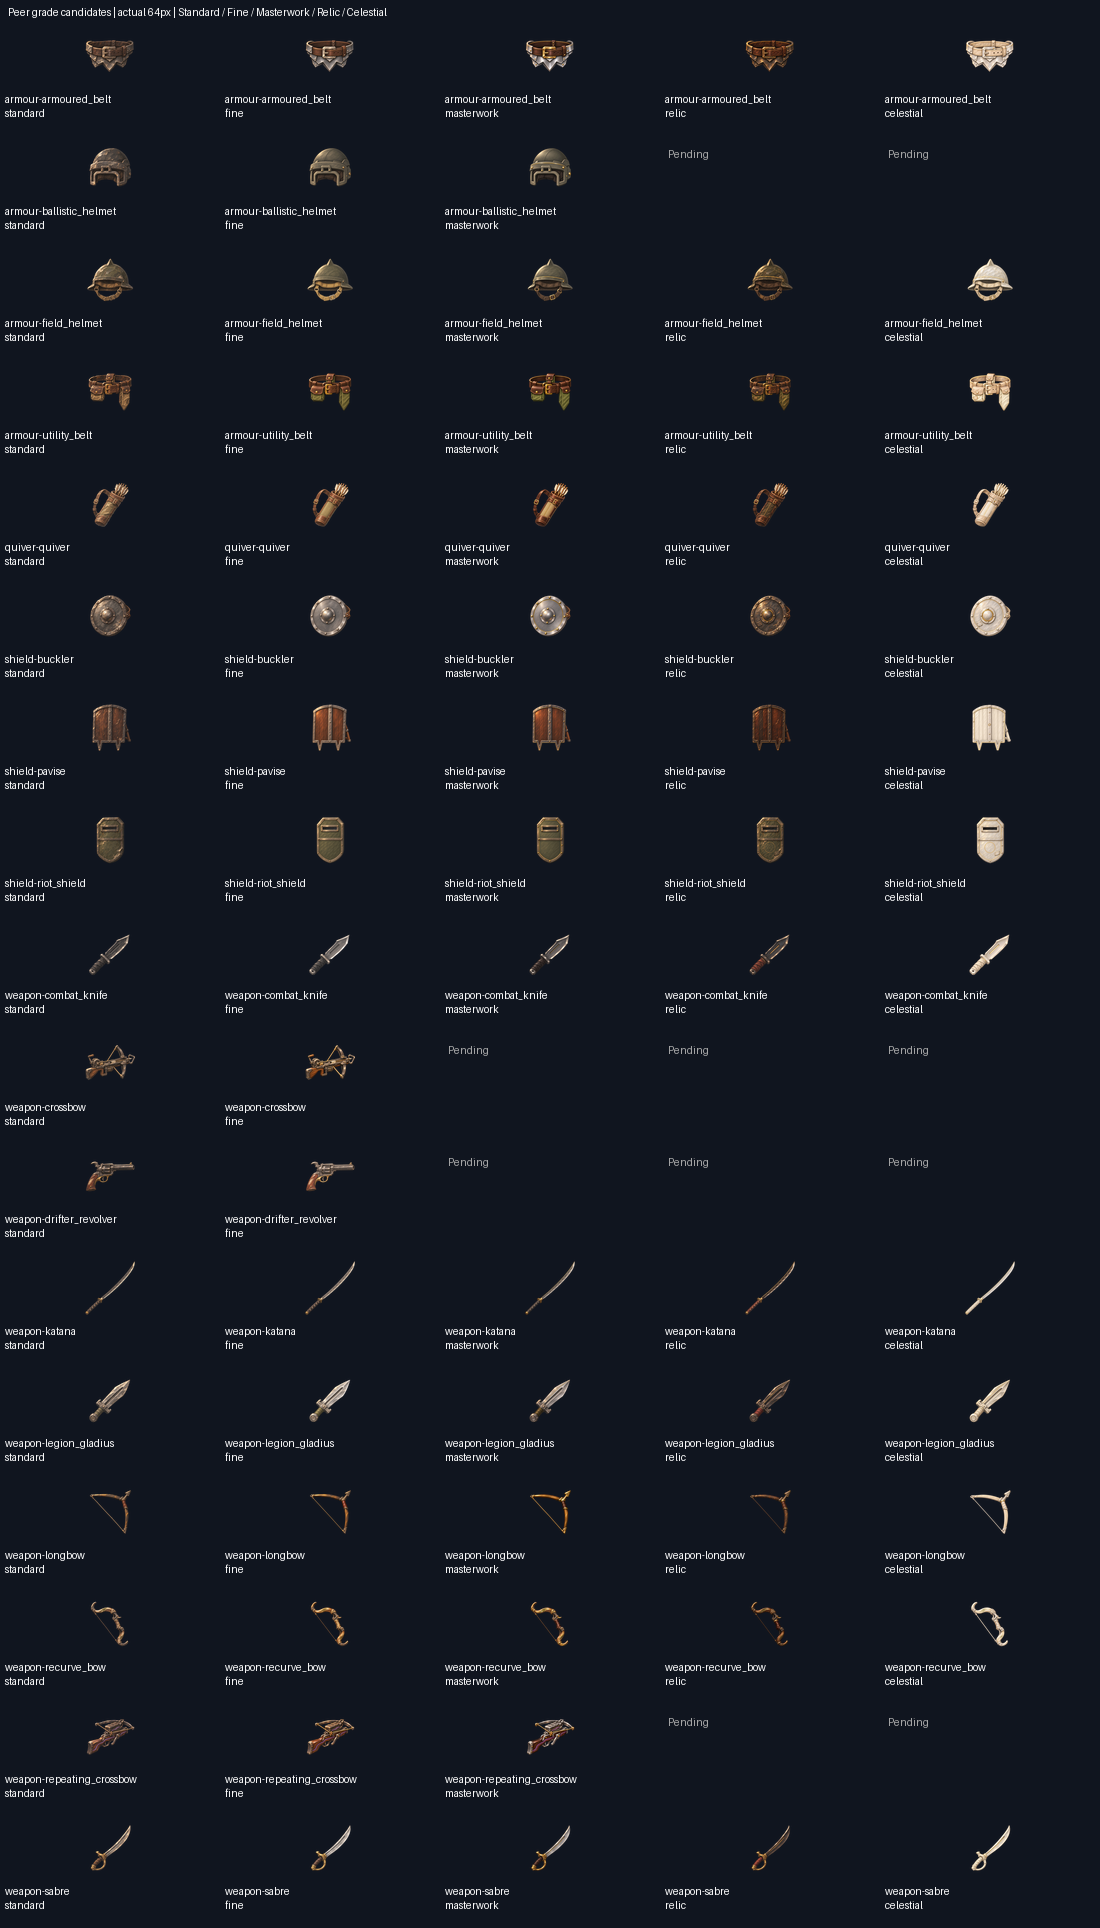 Peer grade candidates | actual 64px | Standard / Fine / Masterwork / Relic / Celestial
armour-armoured_belt armour-armoured_belt armour-armoured_belt armour-armoured_belt armour-armoured_belt
standard fine masterwork relic celestial
Pending Pending
armour-ballistic_helmet armour-ballistic_helmet armour-ballistic_helmet
standard fine masterwork
armour-field_helmet armour-field_helmet armour-field_helmet armour-field_helmet armour-field_helmet
standard fine masterwork relic celestial
armour-utility_belt armour-utility_belt armour-utility_belt armour-utility_belt armour-utility_belt
standard fine masterwork relic celestial
quiver-quiver quiver-quiver quiver-quiver quiver-quiver quiver-quiver
standard fine masterwork relic celestial
shield-buckler shield-buckler shield-buckler shield-buckler shield-buckler
standard fine masterwork relic celestial
shield-pavise shield-pavise shield-pavise shield-pavise shield-pavise
standard fine masterwork relic celestial
shield-riot_shield shield-riot_shield shield-riot_shield shield-riot_shield shield-riot_shield
standard fine masterwork relic celestial
weapon-combat_knife weapon-combat_knife weapon-combat_knife weapon-combat_knife weapon-combat_knife
standard fine masterwork relic celestial
Pending Pending Pending
weapon-crossbow weapon-crossbow
standard fine
Pending Pending Pending
weapon-drifter_revolver weapon-drifter_revolver
standard fine
weapon-katana weapon-katana weapon-katana weapon-katana weapon-katana
standard fine masterwork relic celestial
weapon-legion_gladius weapon-legion_gladius weapon-legion_gladius weapon-legion_gladius weapon-legion_gladius
standard fine masterwork relic celestial
weapon-longbow weapon-longbow weapon-longbow weapon-longbow weapon-longbow
standard fine masterwork relic celestial
weapon-recurve_bow weapon-recurve_bow weapon-recurve_bow weapon-recurve_bow weapon-recurve_bow
standard fine masterwork relic celestial
Pending Pending
weapon-repeating_crossbow weapon-repeating_crossbow weapon-repeating_crossbow
standard fine masterwork
weapon-sabre weapon-sabre weapon-sabre weapon-sabre weapon-sabre
standard fine masterwork relic celestial